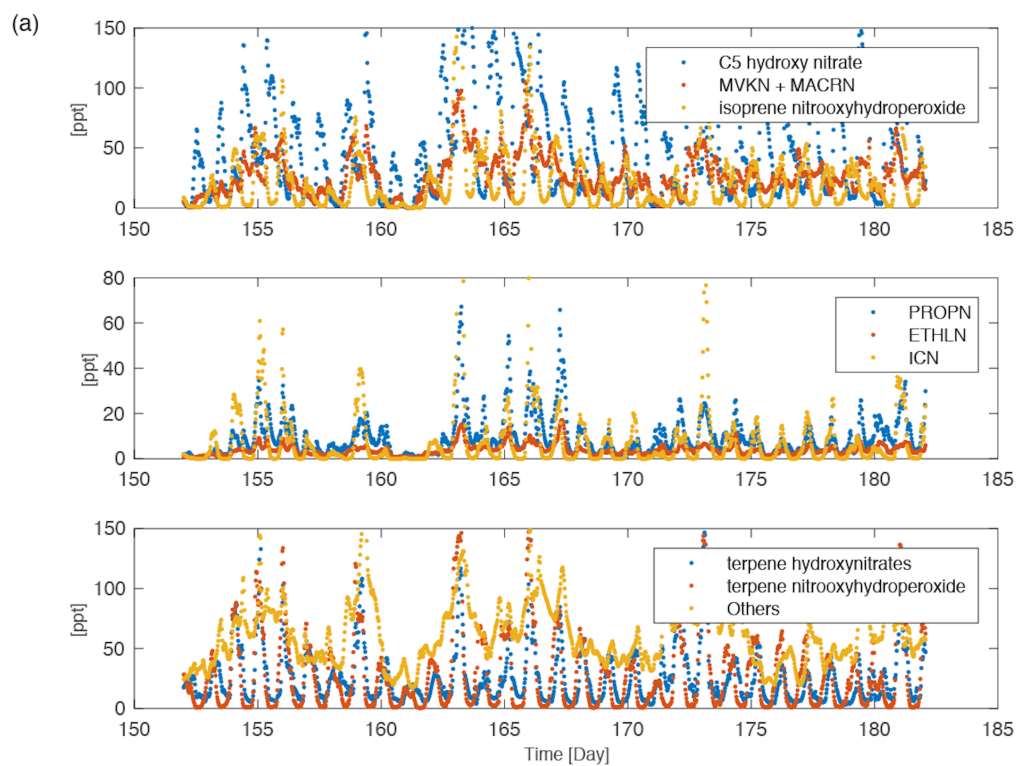 (a)
150
100
50
0
[ppt]
C5 hydroxy nitrate
MVKN + MACRN
isoprene nitrooxyhydroperoxide
150 155 160 165 170 175 180 185
80
60
40
20
0
[ppt]
PROPN
ETHLN
ICN
150 155 160 165 170 175 180 185
150
100
50
0
[ppt]
terpene hydroxynitrates
terpene nitrooxyhydroperoxide
Others
150 155 160 165 170 175 180 185
Time [Day]